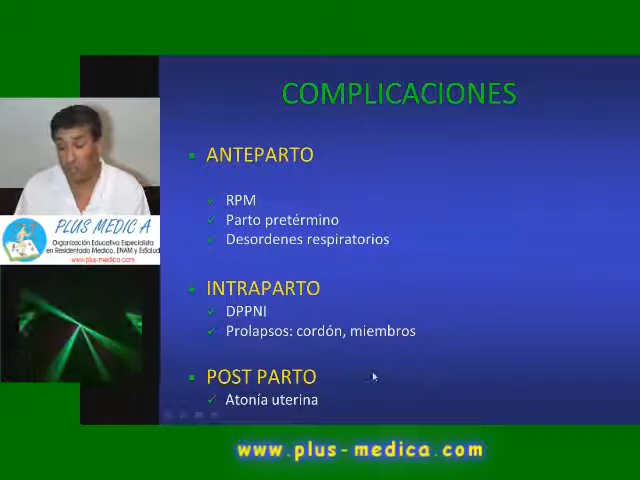 COMPLICACIONES
ANTEPARTO
RPM
Parto pretérmino
Desordenes respiratorios
INTRAPARTO
DPPNI
Prolapsos: cordón, miembros
POST PARTO
Atonía uterina
PLUS MEDIC A
Organización Educativa Especialista
en Residentado Medico, ENAM y EsSalud
www.plus-medica.com
www.plus-medica.com